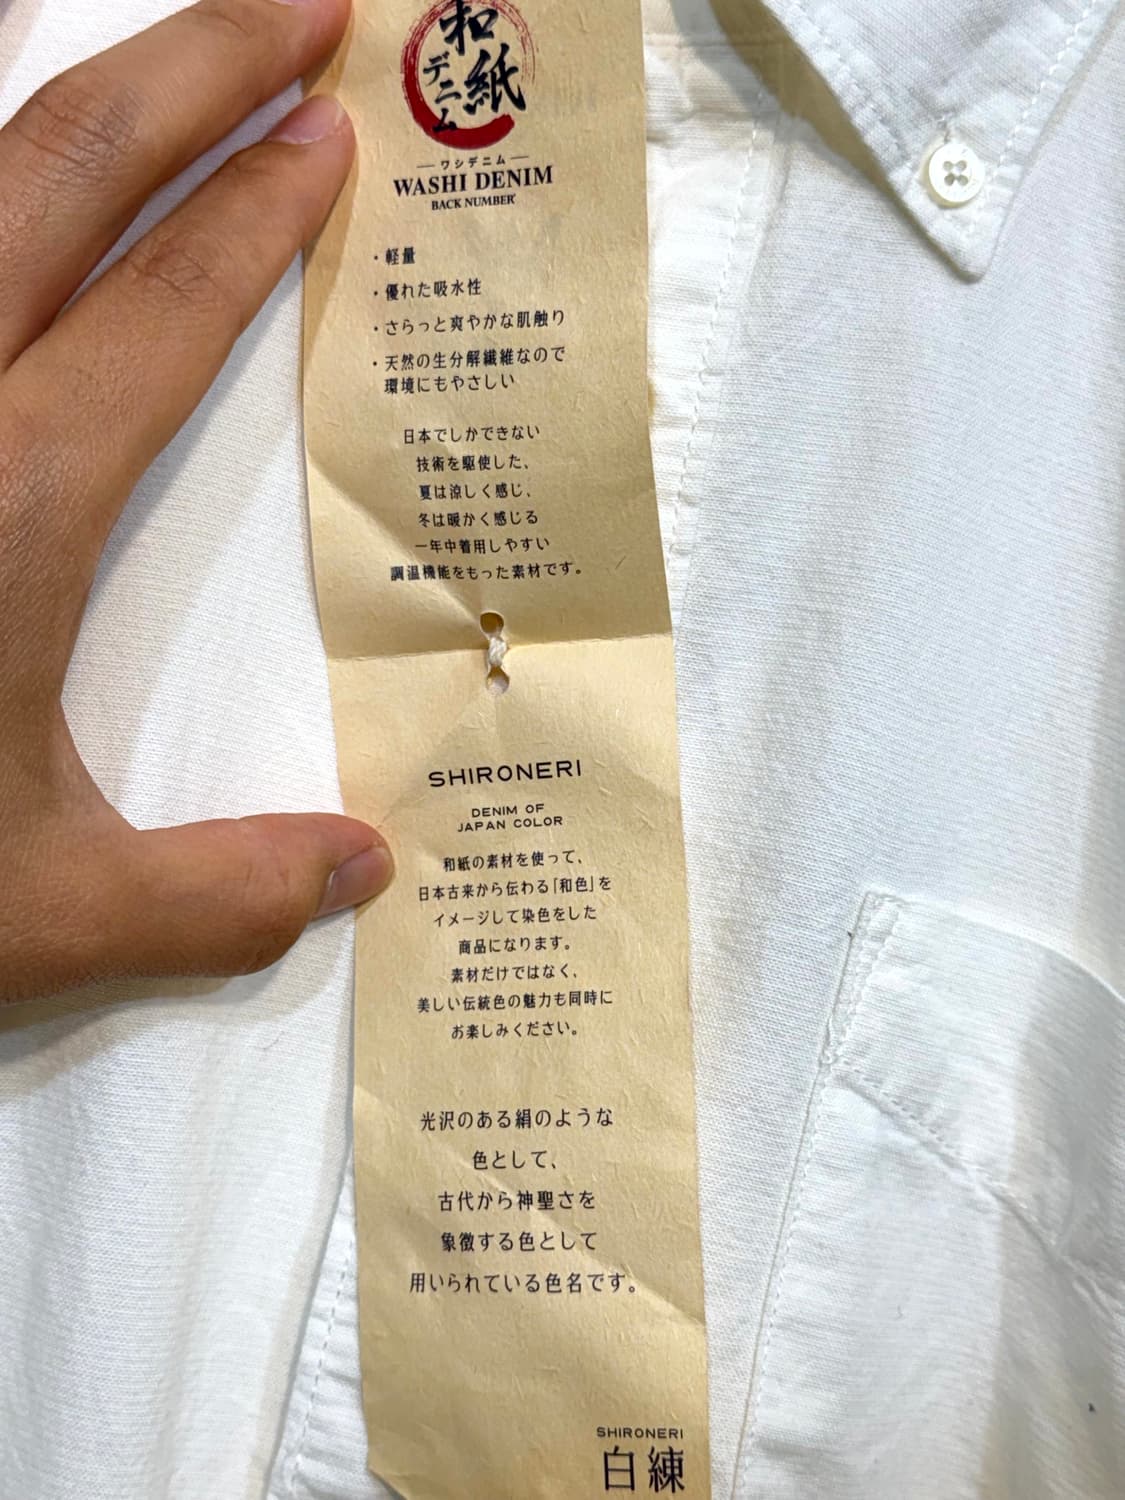 和紙
デニム
ワシデニム
WASHI DENIM
BACK NUMBER
・軽量
・優れた吸水性
・さらっと爽やかな肌触り
・天然の生分解繊維なので
環境にもやさしい
日本でしかできない
技術を駆使した、
夏は涼しく感じ、
冬は暖かく感じる
一年中着用しやすい
調温機能をもった素材です。
SHIRONERI
DENIM OF
JAPAN COLOR
和紙の素材を使って、
日本古来から伝わる「和色」を
イメージして染色をした
商品になります。
素材だけではなく、
美しい伝統色の魅力も同時に
お楽しみください。
光沢のある絹のような
色として、
古代から神聖さを
象徴する色として
用いられている色名です。
SHIRONERI
白練